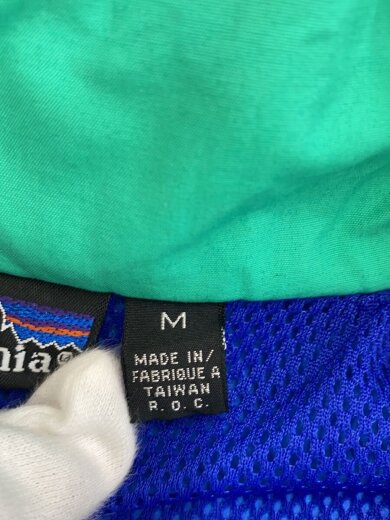 nia®
M
MADE IN/
FABRIQUE A
TAIWAN
R. O. C.